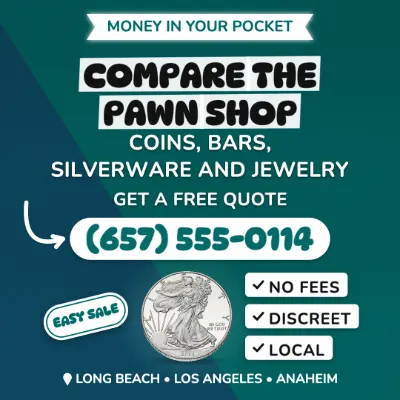 MONEY IN YOUR POCKET
COMPARE THE
PAWN SHOP
COINS, BARS,
SILVERWARE AND JEWELRY
GET A FREE QUOTE
(657) 555-0114
EASY SALE
NO FEES
DISCREET
LOCAL
LONG BEACH • LOS ANGELES • ANAHEIM